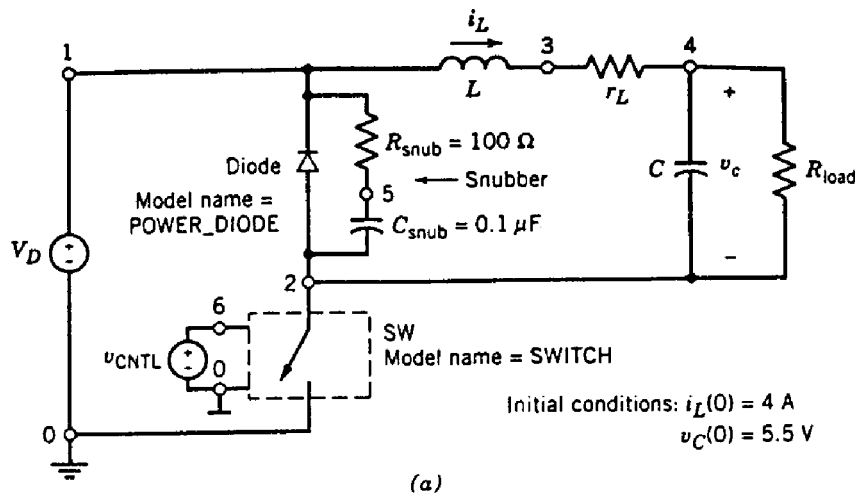 i_L
1
3
4
L
r_L
+
R_snub = 100 Ω
Diode
Snubber
C
v_c
R_load
5
Model name =
POWER_DIODE
C_snub = 0.1 μF
V_D
+
−
−
2
6
SW
Model name = SWITCH
v_CNTL
+
−
0
Initial conditions: i_L(0) = 4 A
v_C(0) = 5.5 V
0
(a)